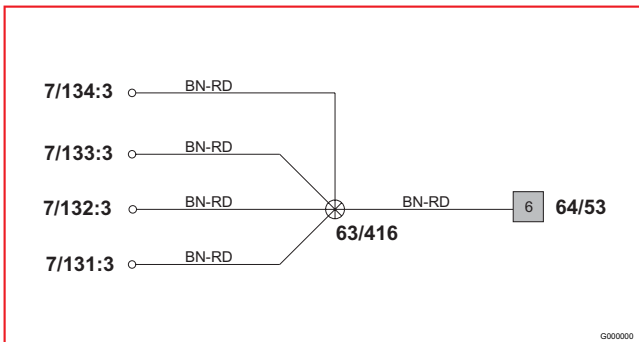 7/134:3 BN-RD
7/133:3 BN-RD
7/132:3 BN-RD BN-RD 6 64/53
63/416
7/131:3 BN-RD
G000000